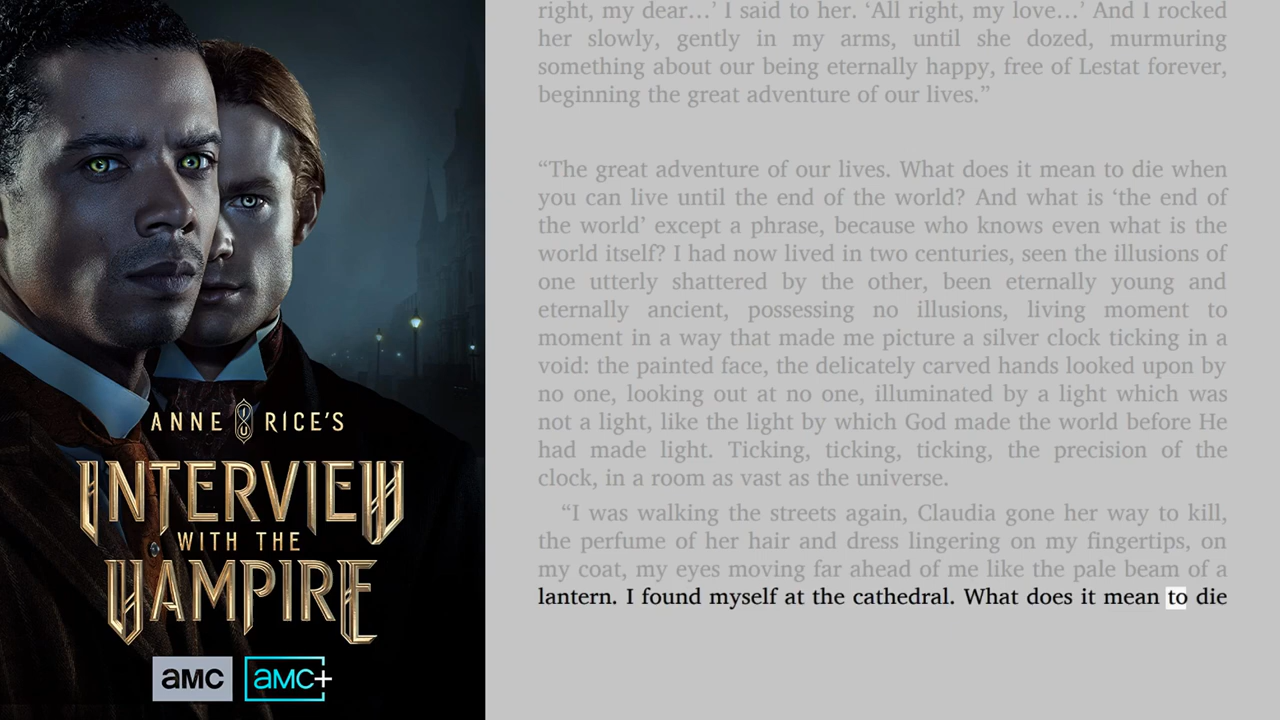 ANNE RICE'S
INTERVIEW
WITH THE
VAMPIRE
amc
amc+
right, my dear…’ I said to her. ‘All right, my love…’ And I rocked
her slowly, gently in my arms, until she dozed, murmuring
something about our being eternally happy, free of Lestat forever,
beginning the great adventure of our lives.”
“The great adventure of our lives. What does it mean to die when
you can live until the end of the world? And what is ‘the end of
the world’ except a phrase, because who knows even what is the
world itself? I had now lived in two centuries, seen the illusions of
one utterly shattered by the other, been eternally young and
eternally ancient, possessing no illusions, living moment to
moment in a way that made me picture a silver clock ticking in a
void: the painted face, the delicately carved hands looked upon by
no one, looking out at no one, illuminated by a light which was
not a light, like the light by which God made the world before He
had made light. Ticking, ticking, ticking, the precision of the
clock, in a room as vast as the universe.
“I was walking the streets again, Claudia gone her way to kill,
the perfume of her hair and dress lingering on my fingertips, on
my coat, my eyes moving far ahead of me like the pale beam of a
lantern. I found myself at the cathedral. What does it mean to die